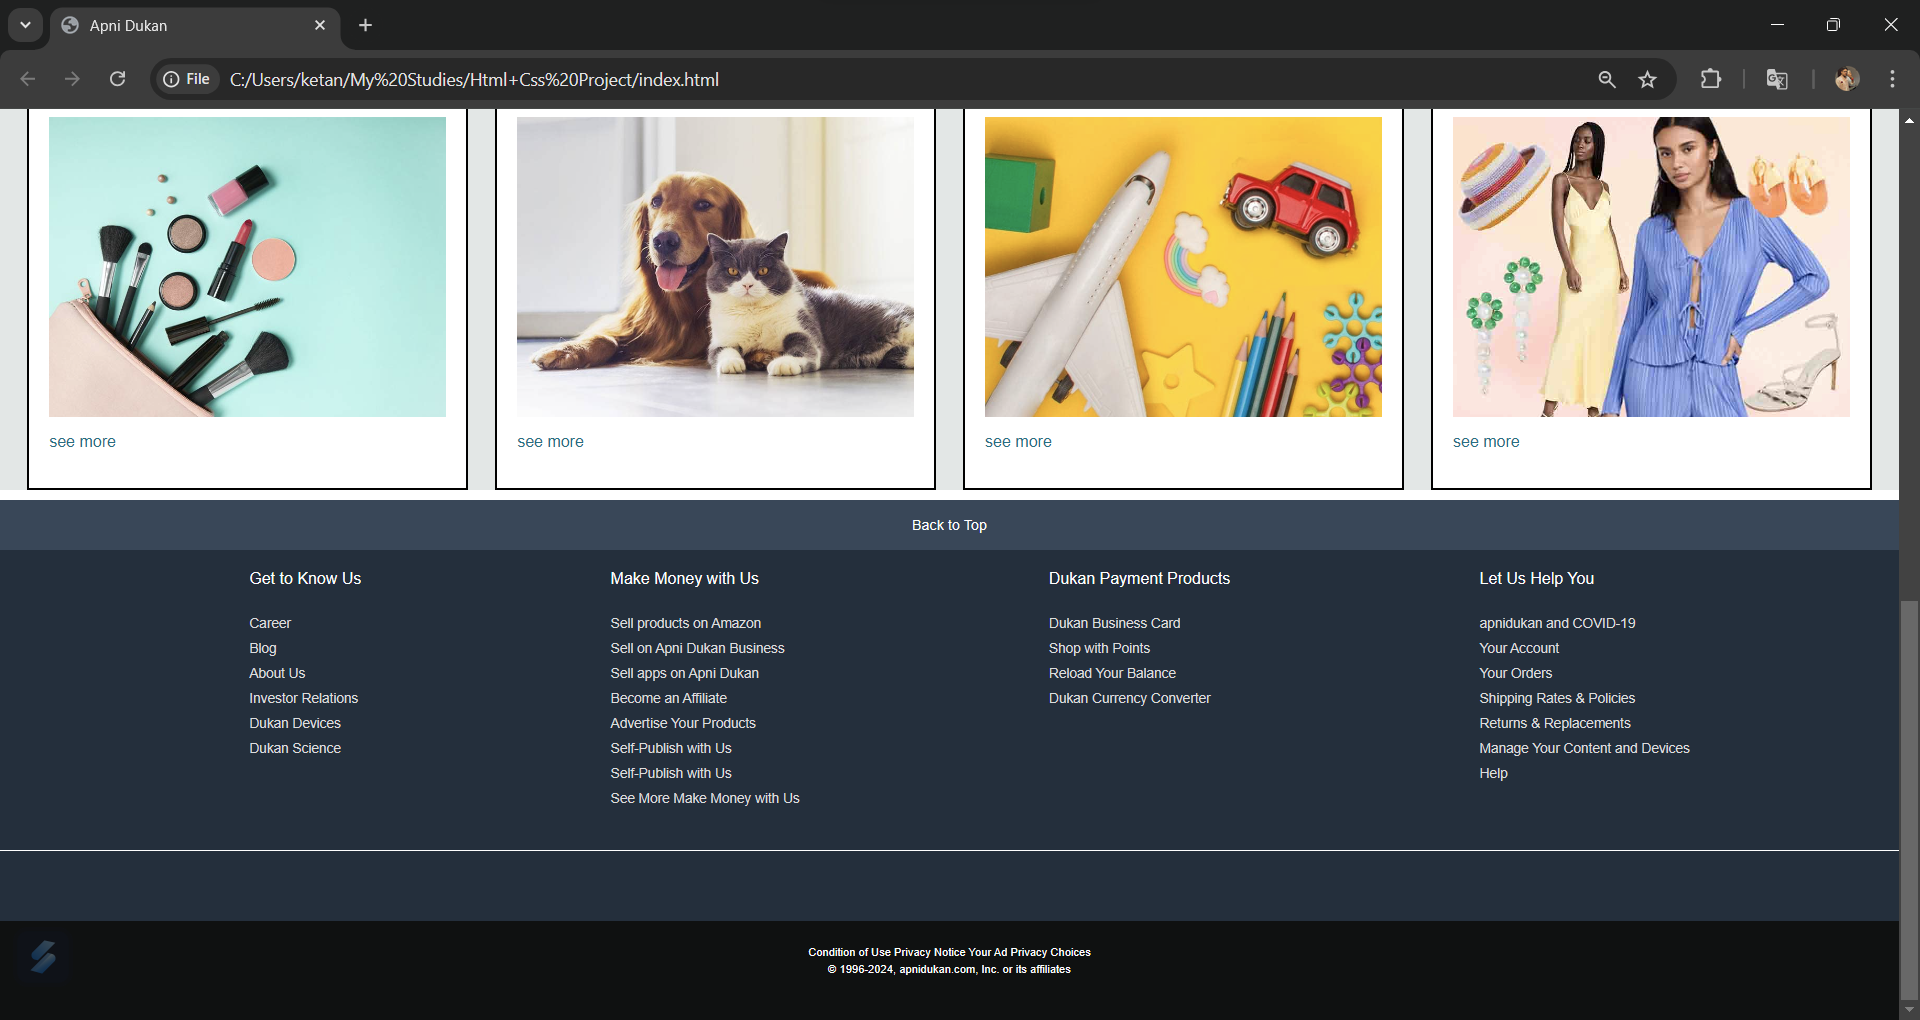 Apni Dukan
File
C:/Users/ketan/My%20Studies/Html+Css%20Project/index.html
see more
see more
see more
see more
Back to Top
Get to Know Us
Career
Blog
About Us
Investor Relations
Dukan Devices
Dukan Science
Make Money with Us
Sell products on Amazon
Sell on Apni Dukan Business
Sell apps on Apni Dukan
Become an Affiliate
Advertise Your Products
Self-Publish with Us
Self-Publish with Us
See More Make Money with Us
Dukan Payment Products
Dukan Business Card
Shop with Points
Reload Your Balance
Dukan Currency Converter
Let Us Help You
apnidukan and COVID-19
Your Account
Your Orders
Shipping Rates & Policies
Returns & Replacements
Manage Your Content and Devices
Help
Condition of Use Privacy Notice Your Ad Privacy Choices
© 1996-2024, apnidukan.com, Inc. or its affiliates